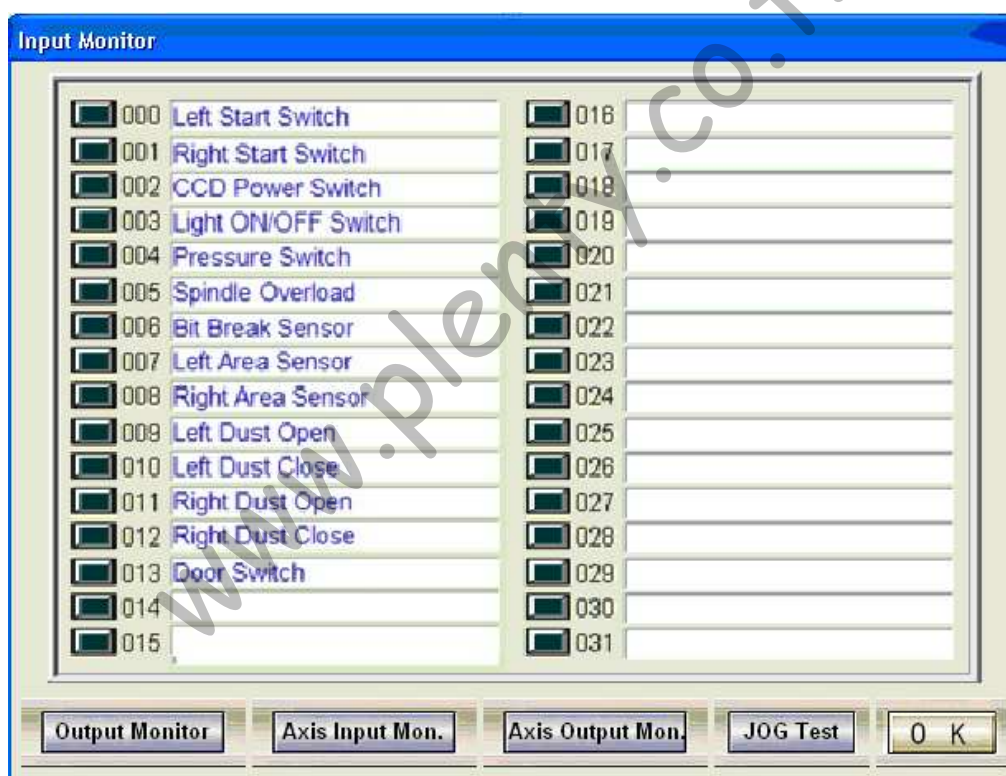 Input Monitor
000 Left Start Switch
001 Right Start Switch
002 CCD Power Switch
003 Light ON/OFF Switch
004 Pressure Switch
005 Spindle Overload
006 Bit Break Sensor
007 Left Area Sensor
008 Right Area Sensor
009 Left Dust Open
010 Left Dust Close
011 Right Dust Open
012 Right Dust Close
013 Door Switch
014
015
016
017
018
019
020
021
022
023
024
025
026
027
028
029
030
031
Output Monitor
Axis Input Mon.
Axis Output Mon.
JOG Test
O K